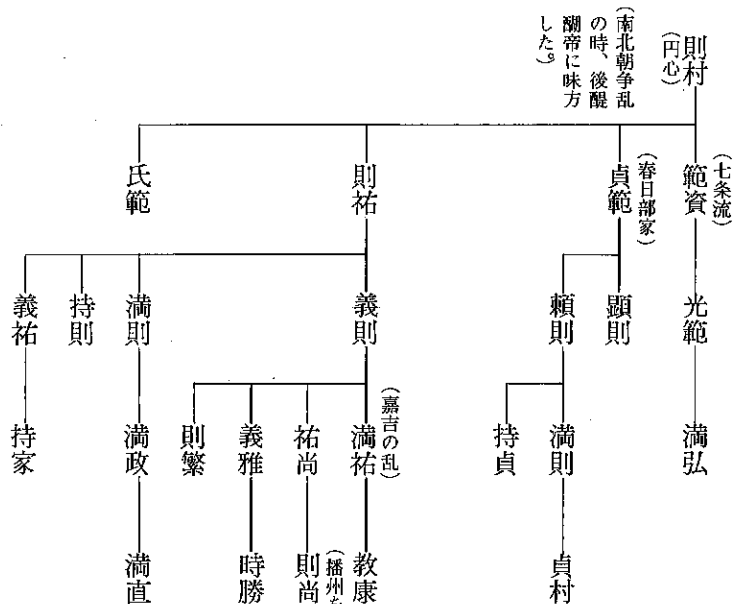 則村
(円心)
(南北朝争乱
の時、後醍
醐帝に味方
した。)
(七条流)
範資
(春日部家)
貞範
則祐
氏範
光範
顕則
頼則
義則
満則
持則
義祐
満弘
満則
持貞
(嘉吉の乱)
満祐
祐尚
義雅
則繁
満政
持家
貞村
教康
(播州を
則尚
時勝
満直